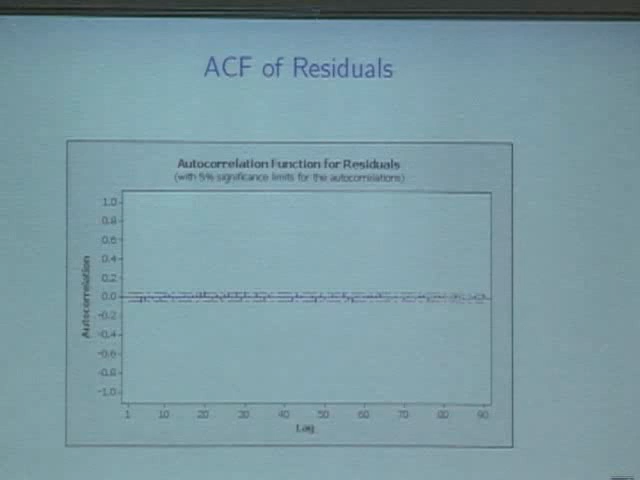 ACF of Residuals
Autocorrelation Function for Residuals
(with 5% significance limits for the autocorrelations)
Autocorrelation
1.0
0.8
0.6
0.4
0.2
0.0
-0.2
-0.4
-0.6
-0.8
-1.0
1 10 20 30 40 50 60 70 80 90
Lag